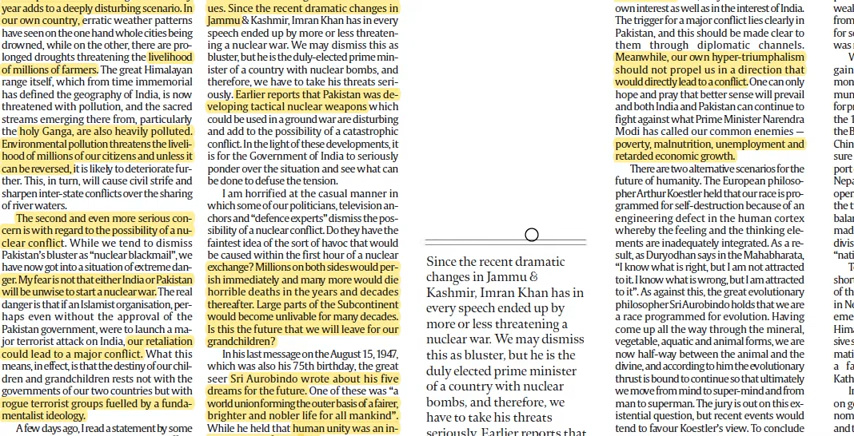 year adds to a deeply disturbing scenario. In
our own country, erratic weather patterns
have seen on the one hand whole cities being
drowned, while on the other, there are pro-
longed droughts threatening the livelihood
of millions of farmers. The great Himalayan
range itself, which from time immemorial
has defined the geography of India, is now
threatened with pollution, and the sacred
streams emerging there from, particularly
the holy Ganga, are also heavily polluted.
Environmental pollution threatens the liveli-
hood of millions of our citizens and unless it
can be reversed, it is likely to deteriorate fur-
ther. This, in turn, will cause civil strife and
sharpen inter-state conflicts over the sharing
of river waters.
The second and even more serious con-
cern is with regard to the possibility of a nu-
clear conflict. While we tend to dismiss
Pakistan's bluster as "nuclear blackmail", we
have now got into a situation of extreme dan-
ger. My fear is not that either India or Pakistan
will be unwise to start a nuclear war. The real
danger is that if an Islamist organisation, per-
haps even without the approval of the
Pakistan government, were to launch a ma-
jor terrorist attack on India, our retaliation
could lead to a major conflict. What this
means, in effect, is that the destiny of our chil-
dren and grandchildren rests not with the
governments of our two countries but with
rogue terrorist groups fuelled by a funda-
mentalist ideology.
A few days ago, I read a statement by some
ues. Since the recent dramatic changes in
Jammu & Kashmir, Imran Khan has in every
speech ended up by more or less threaten-
ing a nuclear war. We may dismiss this as
bluster, but he is the duly-elected prime min-
ister of a country with nuclear bombs, and
therefore, we have to take his threats seri-
ously. Earlier reports that Pakistan was de-
veloping tactical nuclear weapons which
could be used in a ground war are disturbing
and add to the possibility of a catastrophic
conflict. In the light of these developments, it
is for the Government of India to seriously
ponder over the situation and see what can
be done to defuse the tension.
I am horrified at the casual manner in
which some of our politicians, television an-
chors and "defence experts" dismiss the pos-
sibility of a nuclear conflict. Do they have the
faintest idea of the sort of havoc that would
be caused within the first hour of a nuclear
exchange? Millions on both sides would per-
ish immediately and many more would die
horrible deaths in the years and decades
thereafter. Large parts of the Subcontinent
would become unlivable for many decades.
Is this the future that we will leave for our
grandchildren?
In his last message on the August 15, 1947,
which was also his 75th birthday, the great
seer Sri Aurobindo wrote about his five
dreams for the future. One of these was "a
world union forming the outer basis of a fairer,
brighter and nobler life for all mankind".
While he held that human unity was an in-
Since the recent dramatic
changes in Jammu &
Kashmir, Imran Khan has in
every speech ended up by
more or less threatening a
nuclear war. We may dismiss
this as bluster, but he is the
duly elected prime minister
of a country with nuclear
bombs, and therefore, we
have to take his threats
seriously. Earlier reports that
own interest as well as in the interest of India.
The trigger for a major conflict lies clearly in
Pakistan, and this should be made clear to
them through diplomatic channels.
Meanwhile, our own hyper-triumphalism
should not propel us in a direction that
would directly lead to a conflict. One can only
hope and pray that better sense will prevail
and both India and Pakistan can continue to
fight against what Prime Minister Narendra
Modi has called our common enemies —
poverty, malnutrition, unemployment and
retarded economic growth.
There are two alternative scenarios for the
future of humanity. The European philoso-
pher Arthur Koestler held that our race is pro-
grammed for self-destruction because of an
engineering defect in the human cortex
whereby the feeling and the thinking ele-
ments are inadequately integrated. As a re-
sult, as Duryodhan says in the Mahabharata,
"I know what is right, but I am not attracted
to it. I know what is wrong, but I am attracted
to it". As against this, the great evolutionary
philosopher Sri Aurobindo holds that we are
a race programmed for evolution. Having
come up all the way through the mineral,
vegetable, aquatic and animal forms, we are
now half-way between the animal and the
divine, and according to him the evolutionary
thrust is bound to continue so that ultimately
we move from mind to super-mind and from
man to superman. The jury is out on this ex-
istential question, but recent events would
tend to favour Koestler's view. To conclude